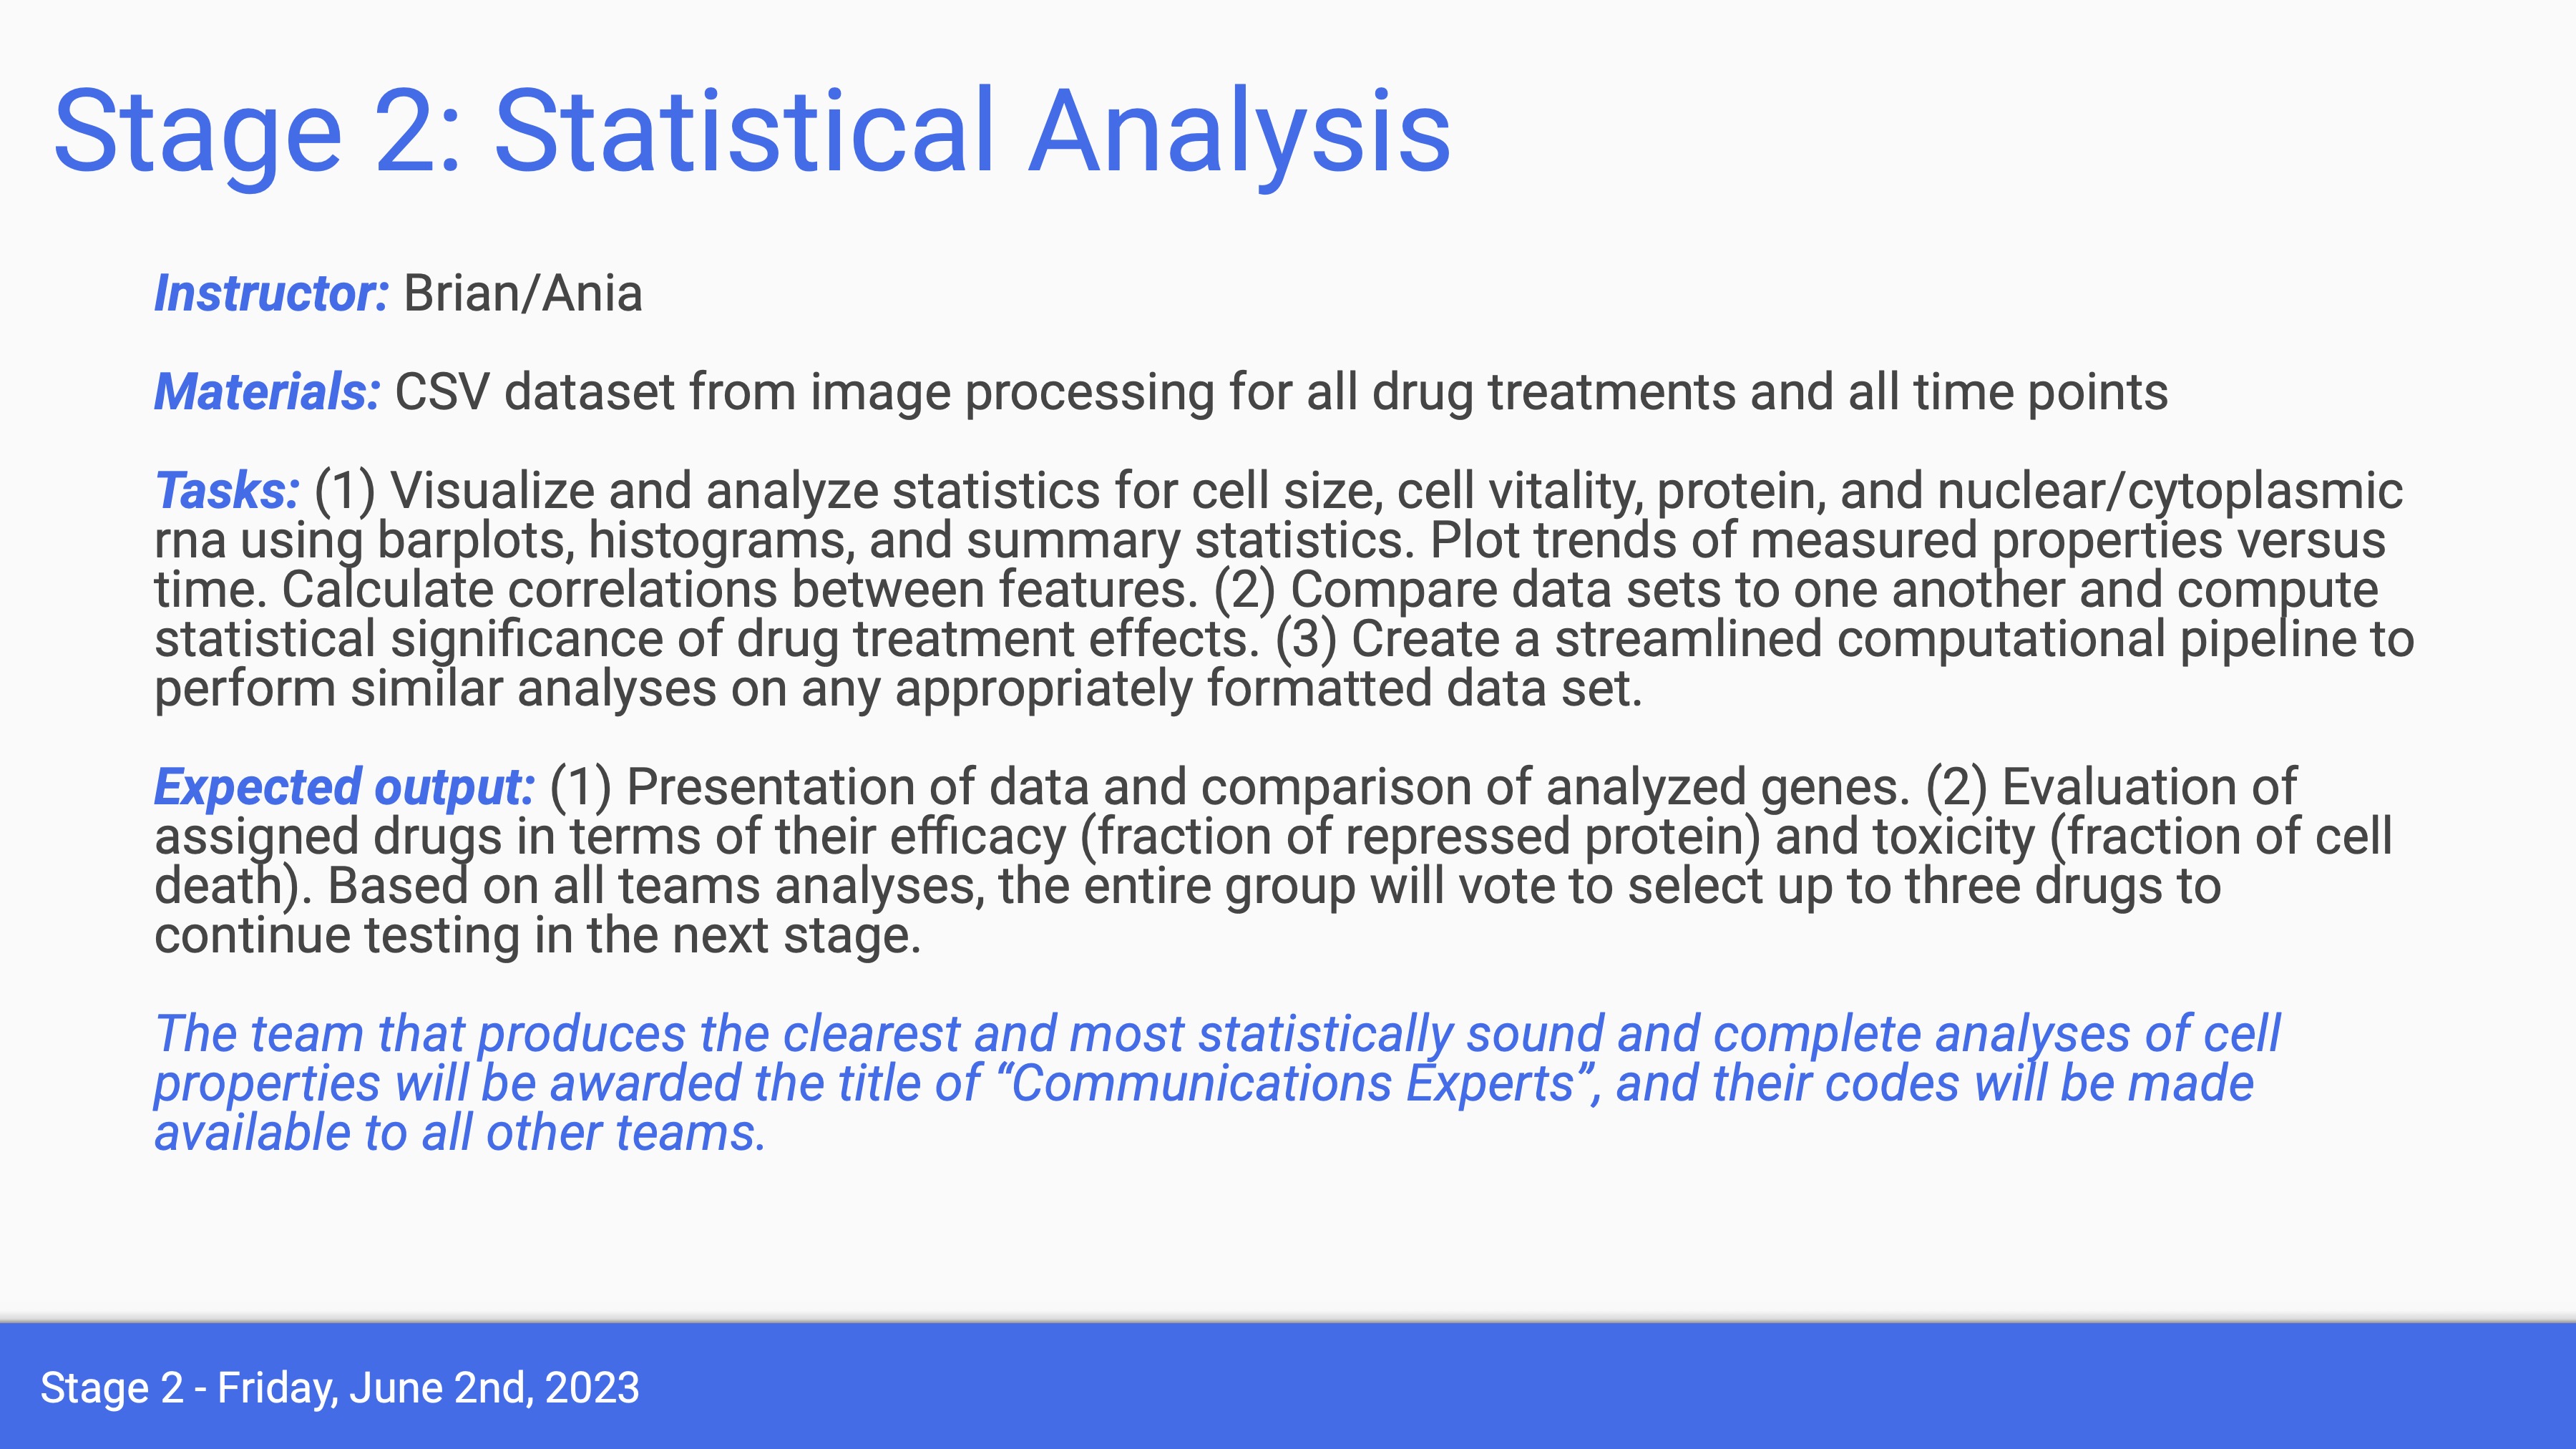 Stage 2: Statistical Analysis
Instructor: Brian/Ania
Materials: CSV dataset from image processing for all drug treatments and all time points
Tasks: (1) Visualize and analyze statistics for cell size, cell vitality, protein, and nuclear/cytoplasmic
rna using barplots, histograms, and summary statistics. Plot trends of measured properties versus
time. Calculate correlations between features. (2) Compare data sets to one another and compute
statistical significance of drug treatment effects. (3) Create a streamlined computational pipeline to
perform similar analyses on any appropriately formatted data set.
Expected output: (1) Presentation of data and comparison of analyzed genes. (2) Evaluation of
assigned drugs in terms of their efficacy (fraction of repressed protein) and toxicity (fraction of cell
death). Based on all teams analyses, the entire group will vote to select up to three drugs to
continue testing in the next stage.
The team that produces the clearest and most statistically sound and complete analyses of cell
properties will be awarded the title of “Communications Experts”, and their codes will be made
available to all other teams.
Stage 2 - Friday, June 2nd, 2023